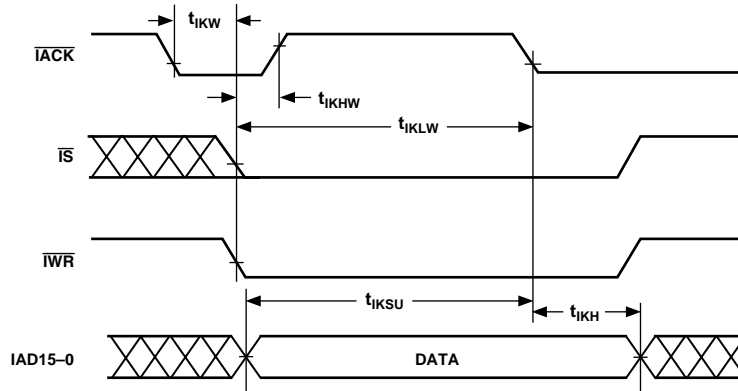 tIKW
IACK
tIKHW
tIKLW
IS
IWR
tIKSU
tIKH
IAD15–0
DATA